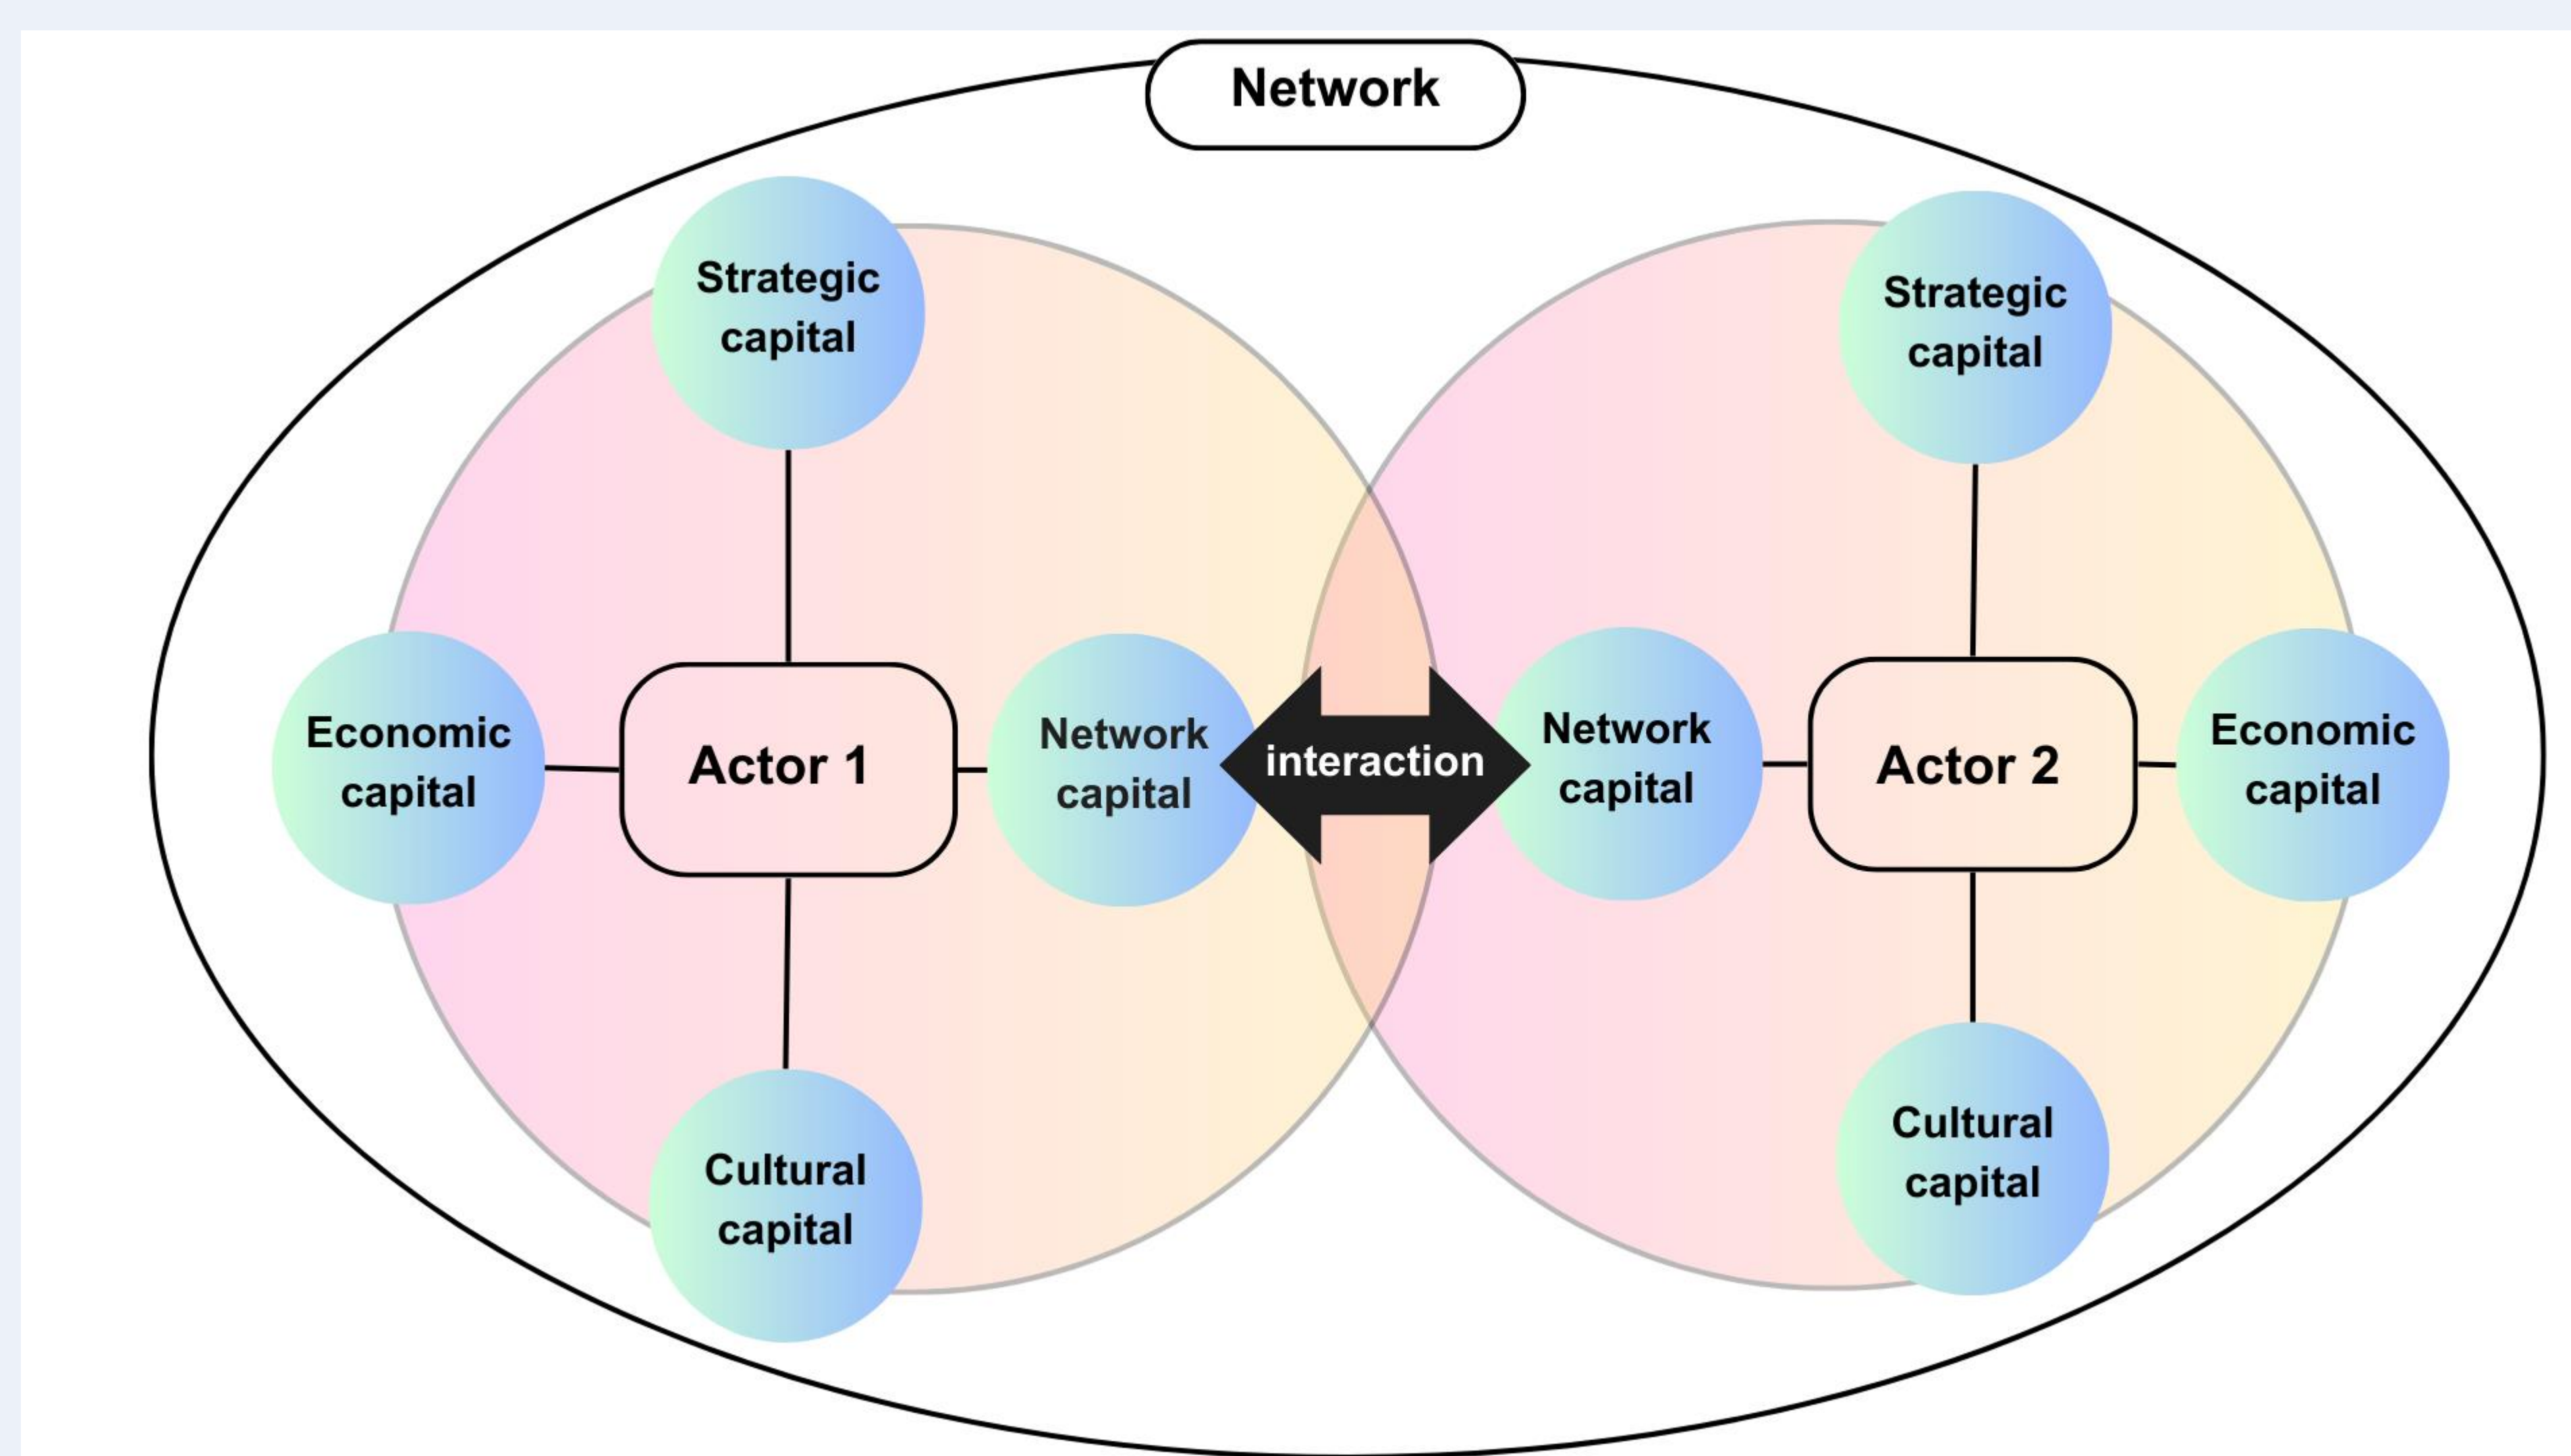 Network
Strategic
capital
Strategic
capital
Economic
capital
Actor 1
Network
capital
interaction
Network
capital
Actor 2
Economic
capital
Cultural
capital
Cultural
capital